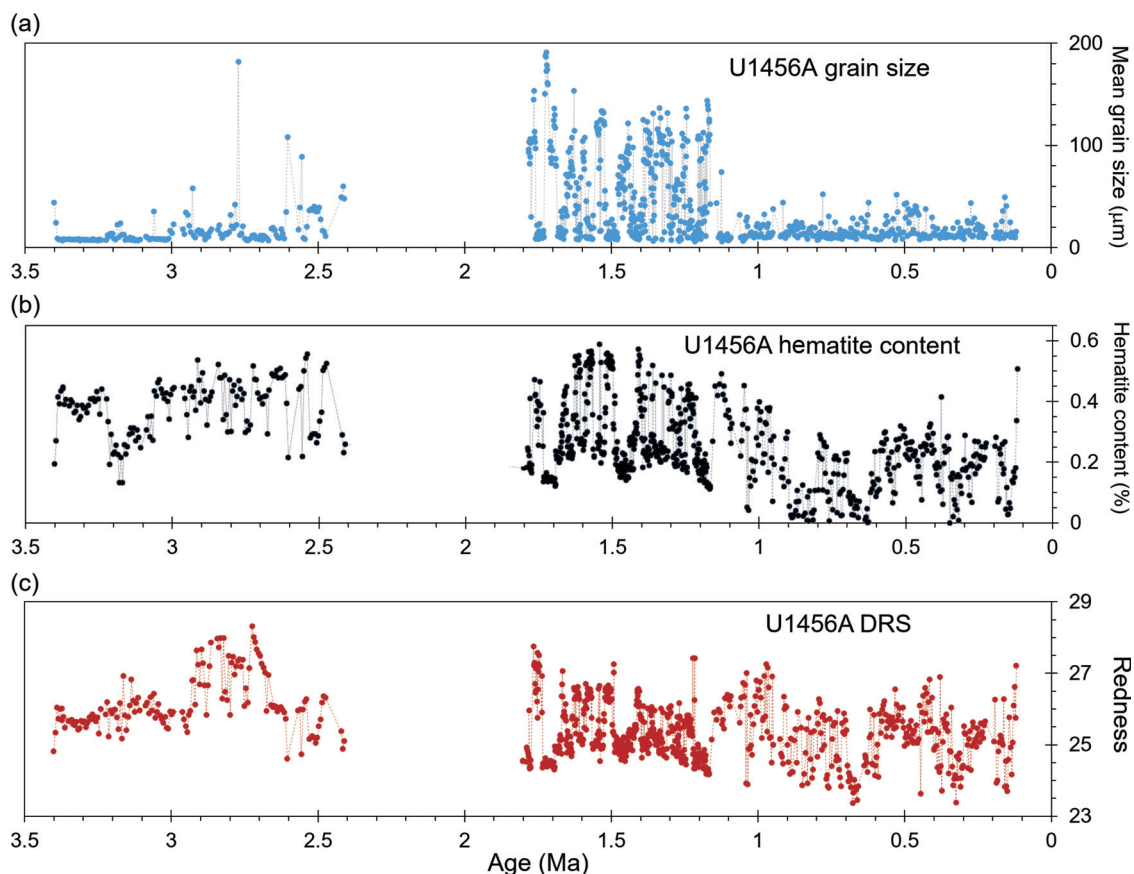 (a)
200
U1456A grain size
100
0
Mean grain size (μm)
3.5 3 2.5 2 1.5 1 0.5 0
(b)
0.6
U1456A hematite content
0.4
0.2
0
Hematite content (%)
3.5 3 2.5 2 1.5 1 0.5 0
(c)
29
U1456A DRS
27
25
23
Redness
3.5 3 2.5 2 1.5 1 0.5 0
Age (Ma)